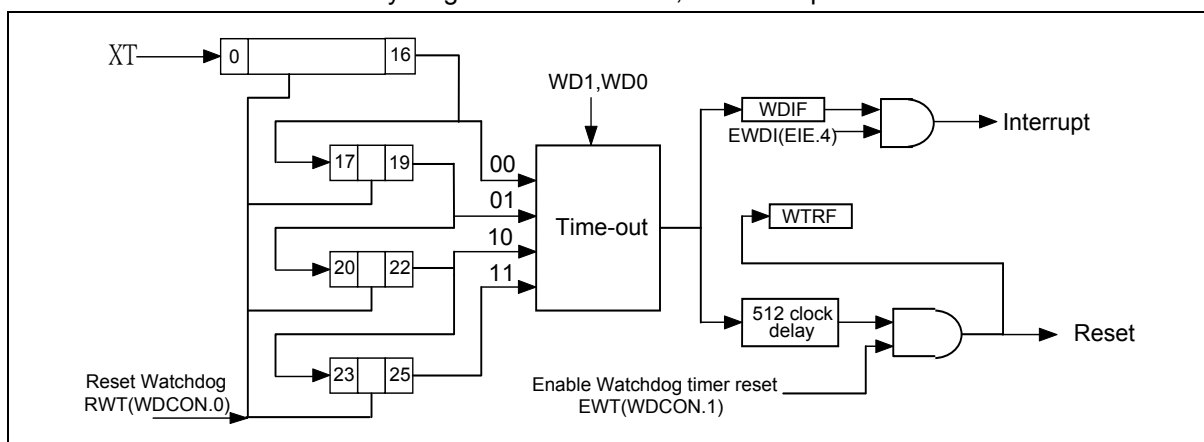 XT
0
16
WD1,WD0
WDIF
EWDI(EIE.4)
Interrupt
17
19
00
01
10
11
Time-out
WTRF
20
22
512 clock
delay
Reset
23
25
Reset Watchdog
RWT(WDCON.0)
Enable Watchdog timer reset
EWT(WDCON.1)